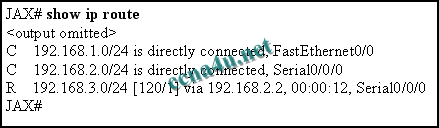 JAX# show ip route
<output omitted>
C 192.168.1.0/24 is directly connected, FastEthernet0/0
C 192.168.2.0/24 is directly connected, Serial0/0/0
R 192.168.3.0/24 [120/1] via 192.168.2.2, 00:00:12, Serial0/0/0
JAX#
ccna4u.net